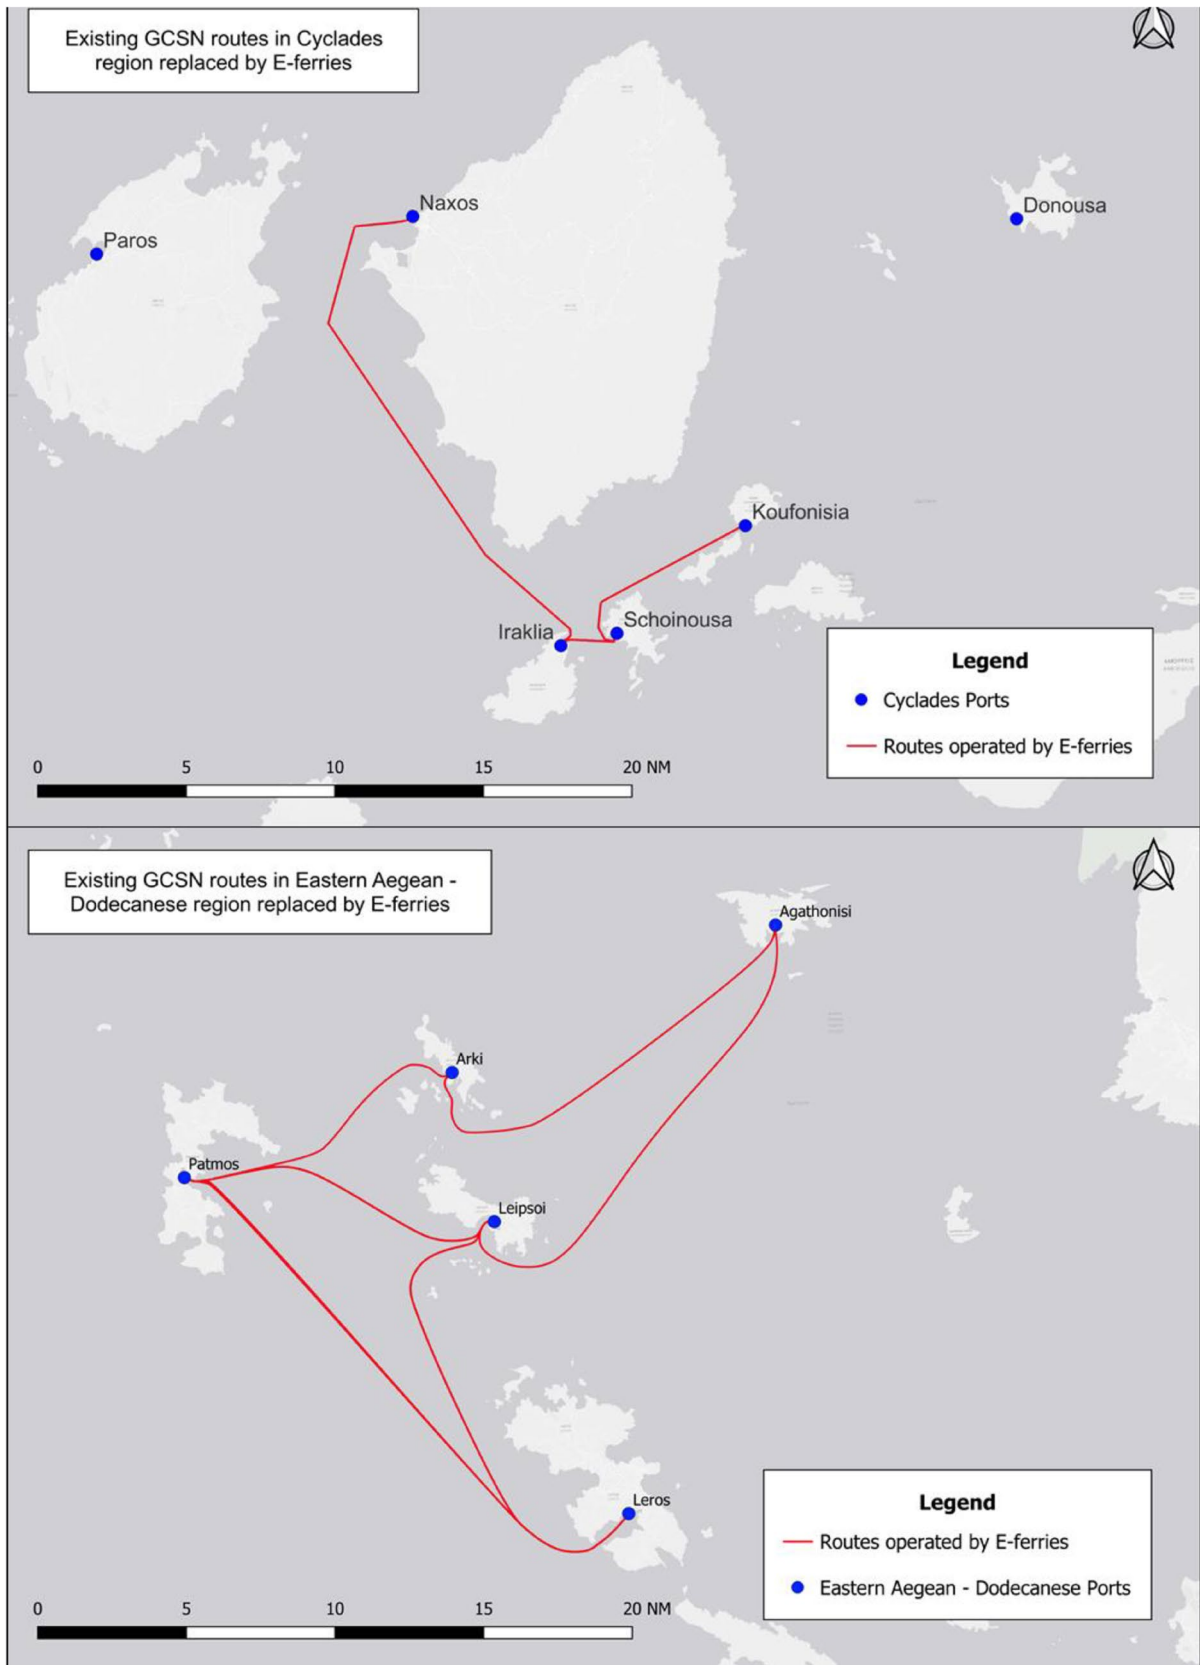 Existing GCSN routes in Cyclades
region replaced by E-ferries
Naxos
Donousa
Paros
Koufonisia
Schoinousa
Iraklia
Legend
Cyclades Ports
Routes operated by E-ferries
0 5 10 15 20 NM
Existing GCSN routes in Eastern Aegean -
Dodecanese region replaced by E-ferries
Agathonisi
Arki
Patmos
Leipsoi
Leros
Legend
Routes operated by E-ferries
Eastern Aegean - Dodecanese Ports
0 5 10 15 20 NM